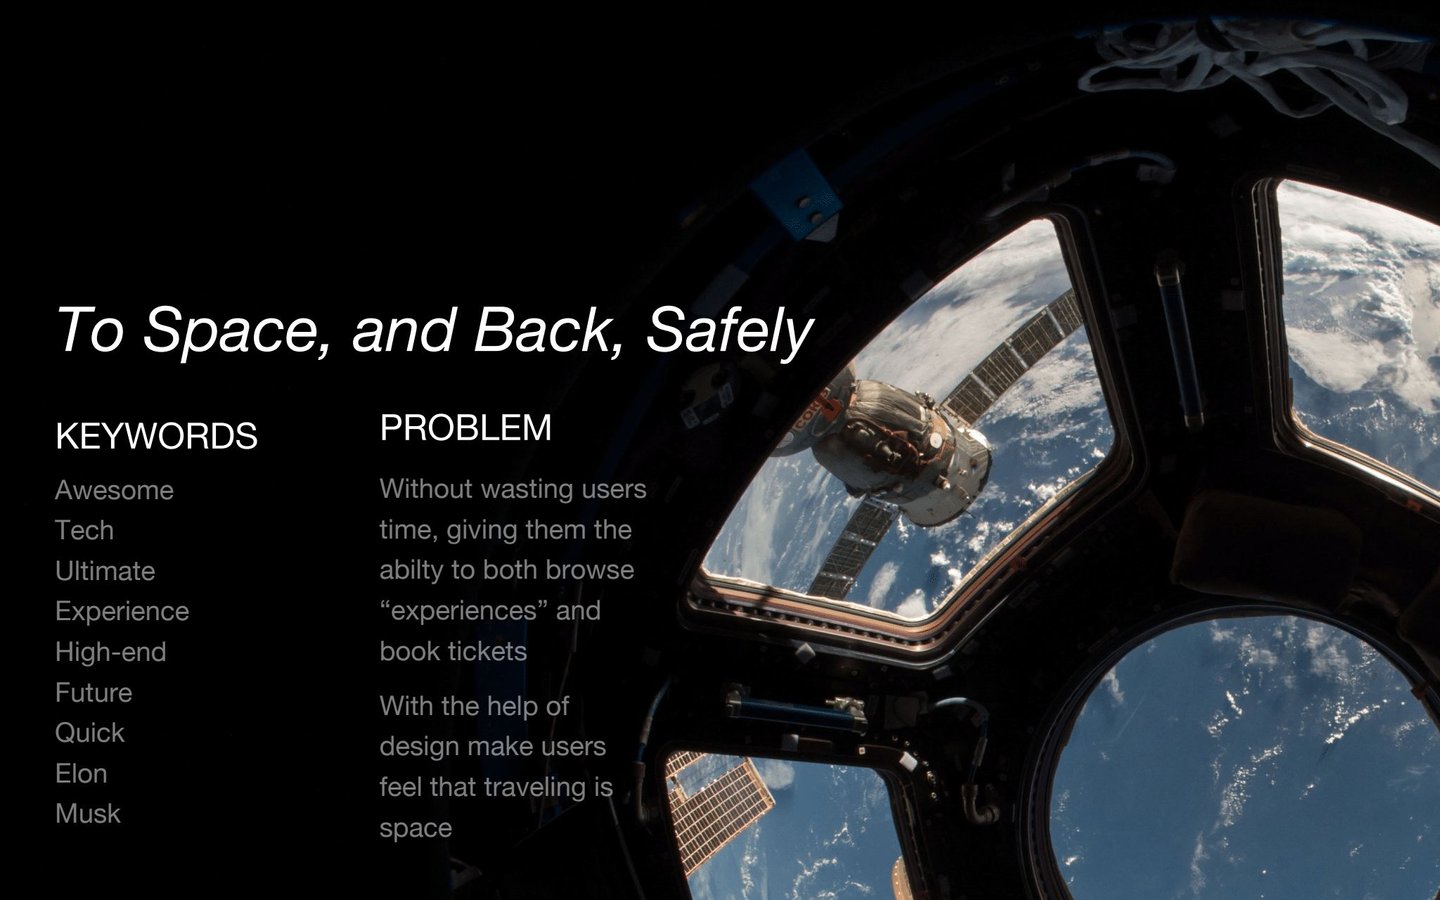 To Space, and Back, Safely
KEYWORDS
Awesome
Tech
Ultimate
Experience
High-end
Future
Quick
Elon
Musk
PROBLEM
Without wasting users
time, giving them the
abilty to both browse
“experiences” and
book tickets
With the help of
design make users
feel that traveling is
space